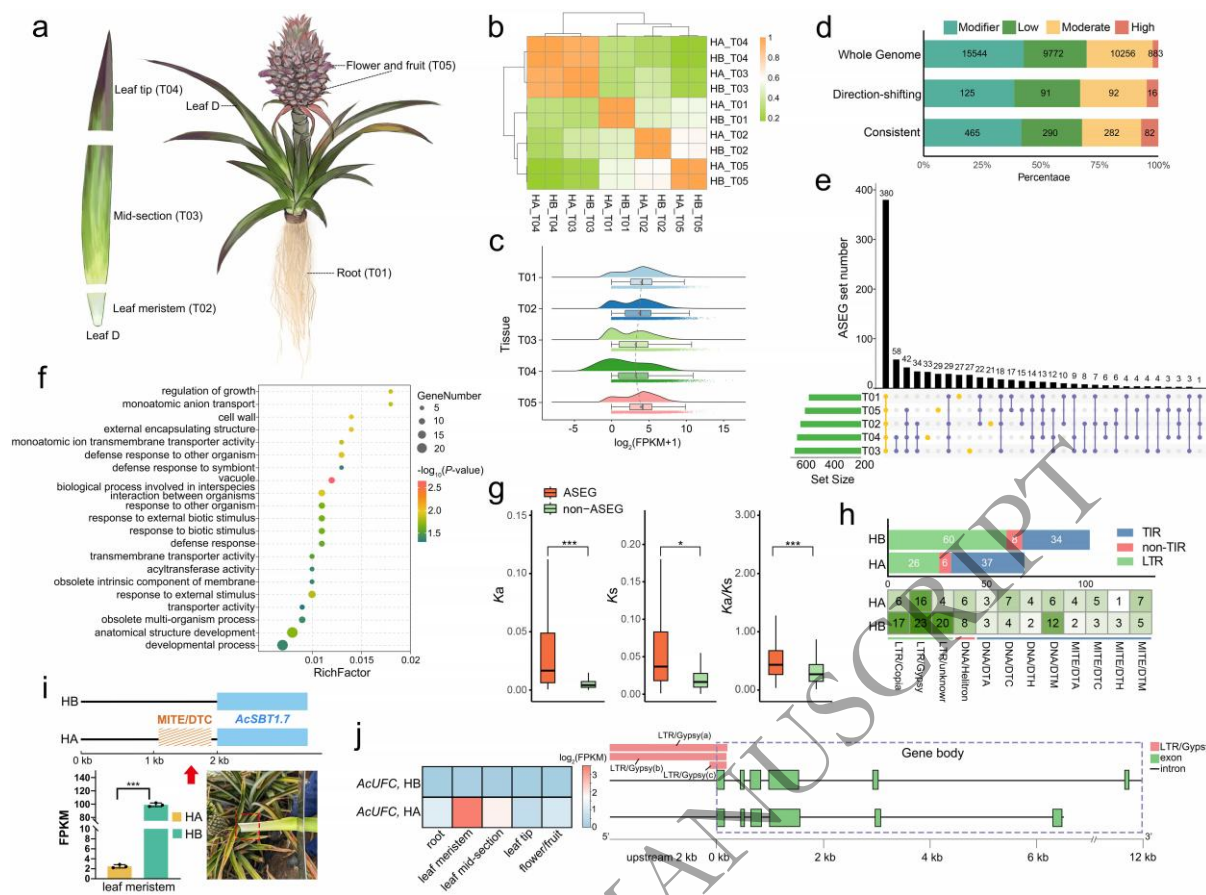 a
Leaf tip (T04)
Leaf D
Flower and fruit (T05)
Mid-section (T03)
Root (T01)
Leaf meristem (T02)
Leaf D
b
HA_T04
HB_T04
HA_T03
HB_T03
HA_T01
HB_T01
HA_T02
HB_T02
HA_T05
HB_T05
1
0.8
0.6
0.4
0.2
HA_T04
HB_T04
HA_T03
HB_T03
HA_T01
HB_T01
HA_T02
HB_T02
HA_T05
HB_T05
c
Tissue
T01
T02
T03
T04
T05
-5 0 5 10 15
log2(FPKM+1)
d
Modifier Low Moderate High
Whole Genome 15544 9772 10256 883
Direction-shifting 125 91 92 16
Consistent 465 290 282 82
0% 25% 50% 75% 100%
Percentage
e
ASEG set number
400
300
200
100
0
380 58 42 34 33 29 29 27 27 22 21 18 17 15 14 13 12 10 9 8 7 6 6 4 4 4 3 3 3 1
T01
T05
T02
T04
T03
600 400 200
Set Size
f
regulation of growth
monoatomic anion transport
cell wall
external encapsulating structure
monoatomic ion transmembrane transporter activity
defense response to other organism
defense response to symbiont
vacuole
biological process involved in interspecies
interaction between organisms
response to other organism
response to external biotic stimulus
response to biotic stimulus
defense response
transmembrane transporter activity
acyltransferase activity
obsolete intrinsic component of membrane
response to external stimulus
transporter activity
obsolete multi-organism process
anatomical structure development
developmental process
0.01 0.015 0.02
RichFactor
GeneNumber
5
10
15
20
-log10(P-value)
2.5
2.0
1.5
g
ASEG
non-ASEG
Ka
0.15
0.10
0.05
0.00
***
Ks
0.25
0.20
0.15
0.10
0.05
0.00
*
Ka/Ks
3.00
2.00
1.00
0.00
***
h
HB 60 8 34
HA 26 6 37
0 50 100
TIR
non-TIR
LTR
HA 6 16 4 6 3 7 4 6 4 5 1 7
HB 17 23 20 8 3 4 2 12 2 3 3 5
LTR/Copia
LTR/Gypsy
LTR/unknown
DNA/Helitron
DNA/DTA
DNA/DTC
DNA/DTH
DNA/DTM
MITE/DTA
MITE/DTC
MITE/DTH
MITE/DTM
i
HB
MITE/DTC AcSBT1.7
HA
0 kb 1 kb 2 kb
FPKM
140
120
100
80
60
4
2
0
***
leaf meristem
HA
HB
j
AcUFC, HB
AcUFC, HA
root
leaf meristem
leaf mid-section
leaf tip
flower/fruit
log2(FPKM)
3
2
1
0
LTR/Gypsy(a)
LTR/Gypsy(b)
LTR/Gypsy(c)
Gene body
LTR/Gypsy
exon
intron
5' 3'
upstream 2 kb 0 kb 2 kb 4 kb 6 kb 12 kb
MANUSCRIPT